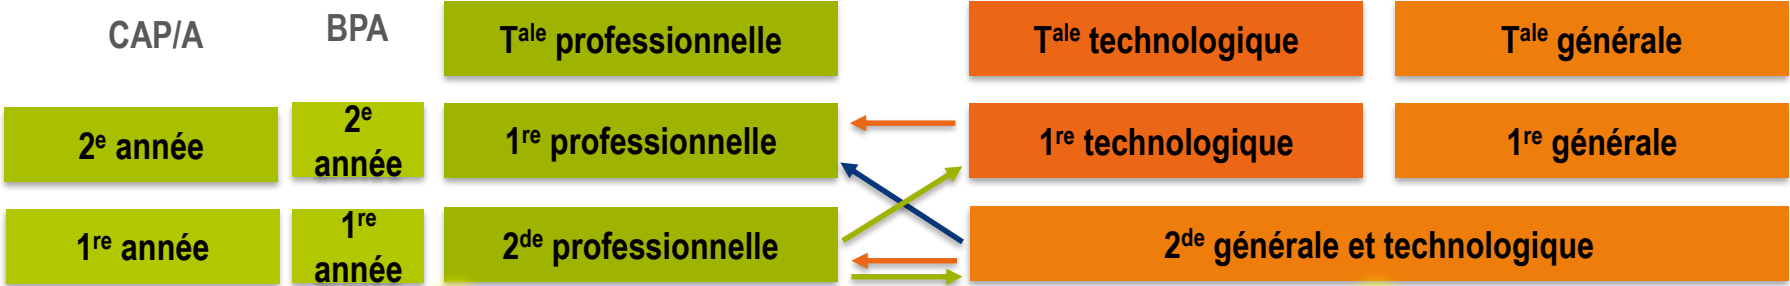 CAP/A
BPA
Tale professionnelle
Tale technologique
Tale générale
2e année
2e
année
1re professionnelle
1re technologique
1re générale
1re année
1re
année
2de professionnelle
2de générale et technologique